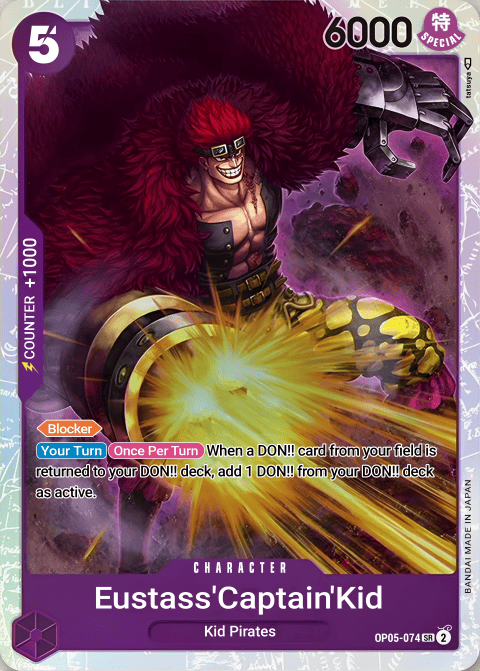 5
6000
特
SPECIAL
tatsuya
COUNTER +1000
Blocker
Your Turn Once Per Turn When a DON!! card from your field is
returned to your DON!! deck, add 1 DON!! from your DON!! deck
as active.
BANDAI MADE IN JAPAN
CHARACTER
Eustass'Captain'Kid
Kid Pirates
OP05-074 SR 2